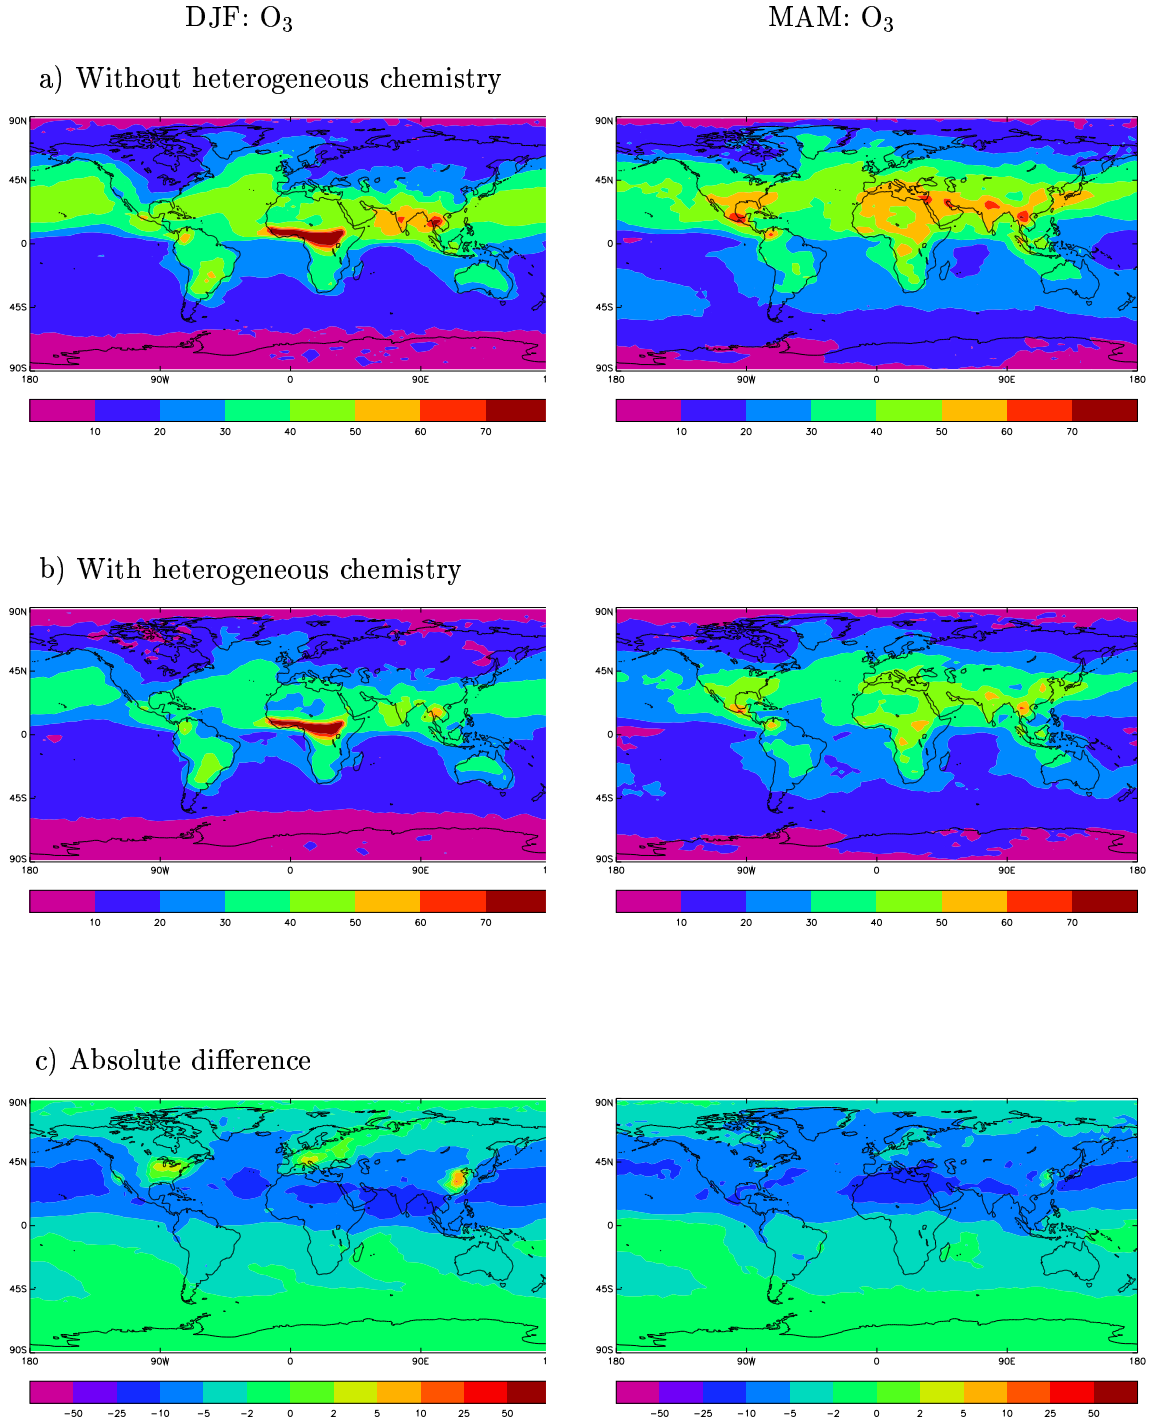 DJF: O3 MAM: O3
a) Without heterogeneous chemistry
90N 90N
45N 45N
0 0
45S 45S
90S 90S
180 90W 0 90E 1 180 90W 0 90E 180
10 20 30 40 50 60 70 10 20 30 40 50 60 70
b) With heterogeneous chemistry
90N 90N
45N 45N
0 0
45S 45S
90S 90S
180 90W 0 90E 1 180 90W 0 90E 180
10 20 30 40 50 60 70 10 20 30 40 50 60 70
c) Absolute difference
90N 90N
45N 45N
0 0
45S 45S
90S 90S
180 90W 0 90E 1 180 90W 0 90E 180
-50 -25 -10 -5 -2 0 2 5 10 25 50 -50 -25 -10 -5 -2 0 2 5 10 25 50